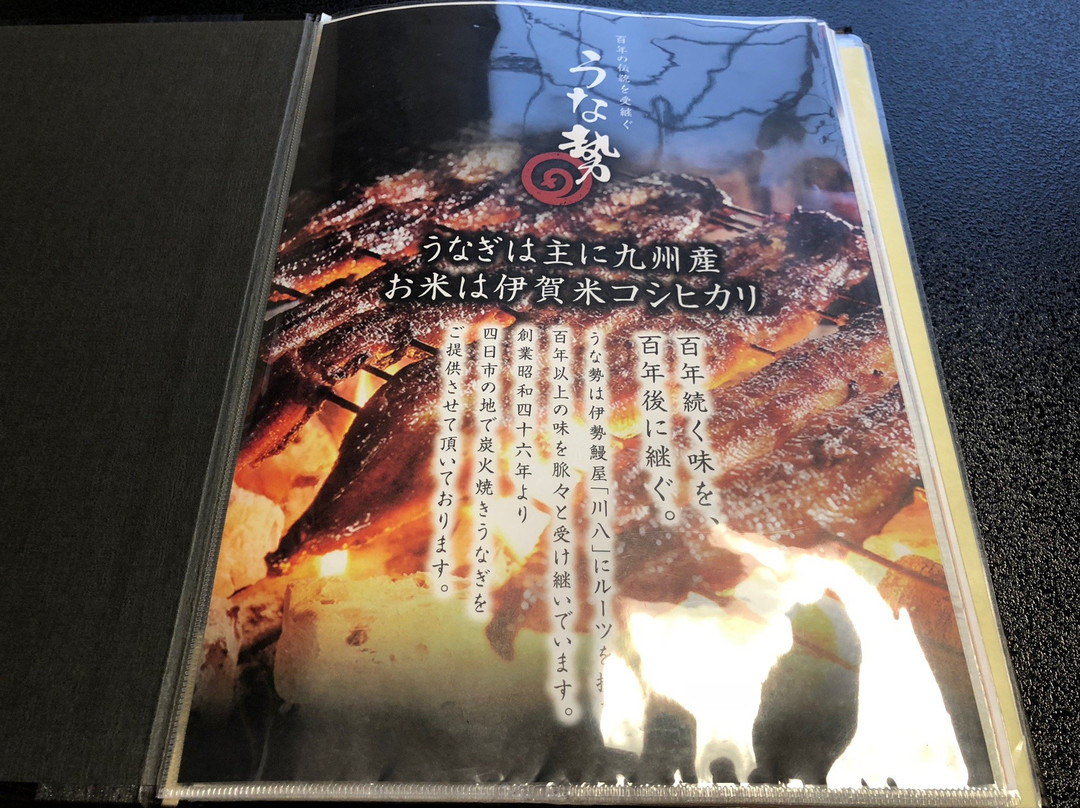 百年の伝統を受継ぐ
うな勢
うなぎは主に九州産
お米は伊賀米コシヒカリ
百年続く味を、
百年後に継ぐ。
うな勢は伊勢鰻屋「川八」にルーツを
百年以上の味を脈々と受け継いでいます。
創業昭和四十六年より
四日市の地で炭火焼きうなぎを
ご提供させて頂いております。